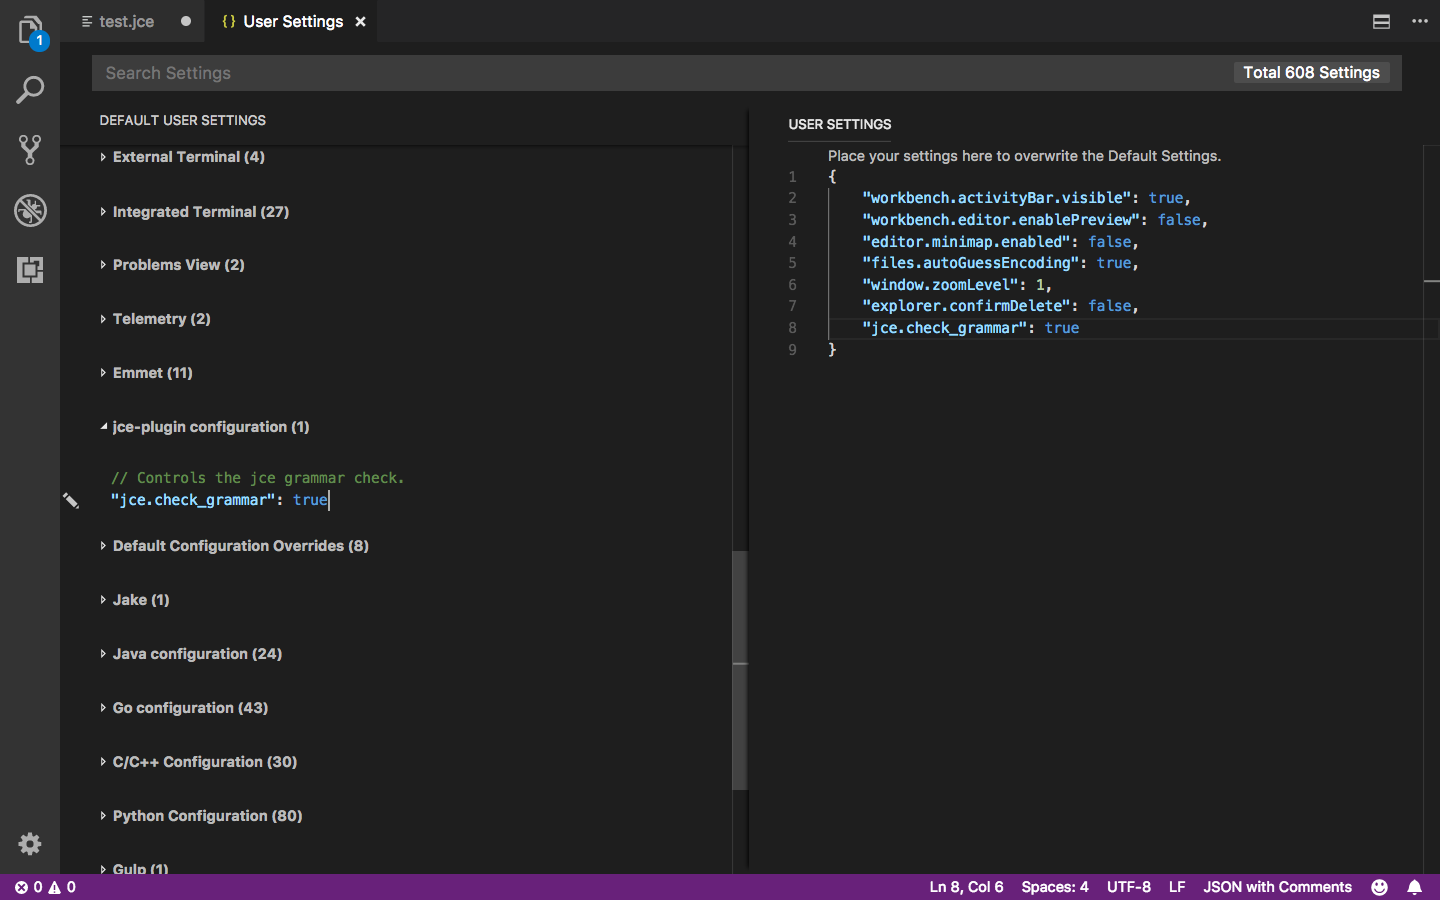 1
test.jce
{} User Settings
Search Settings
Total 608 Settings
DEFAULT USER SETTINGS
External Terminal (4)
Integrated Terminal (27)
Problems View (2)
Telemetry (2)
Emmet (11)
jce-plugin configuration (1)
// Controls the jce grammar check.
"jce.check_grammar": true
Default Configuration Overrides (8)
Jake (1)
Java configuration (24)
Go configuration (43)
C/C++ Configuration (30)
Python Configuration (80)
Gulp (1)
USER SETTINGS
Place your settings here to overwrite the Default Settings.
1 {
2 "workbench.activityBar.visible": true,
3 "workbench.editor.enablePreview": false,
4 "editor.minimap.enabled": false,
5 "files.autoGuessEncoding": true,
6 "window.zoomLevel": 1,
7 "explorer.confirmDelete": false,
8 "jce.check_grammar": true
9 }
0 0
Ln 8, Col 6 Spaces: 4 UTF-8 LF JSON with Comments